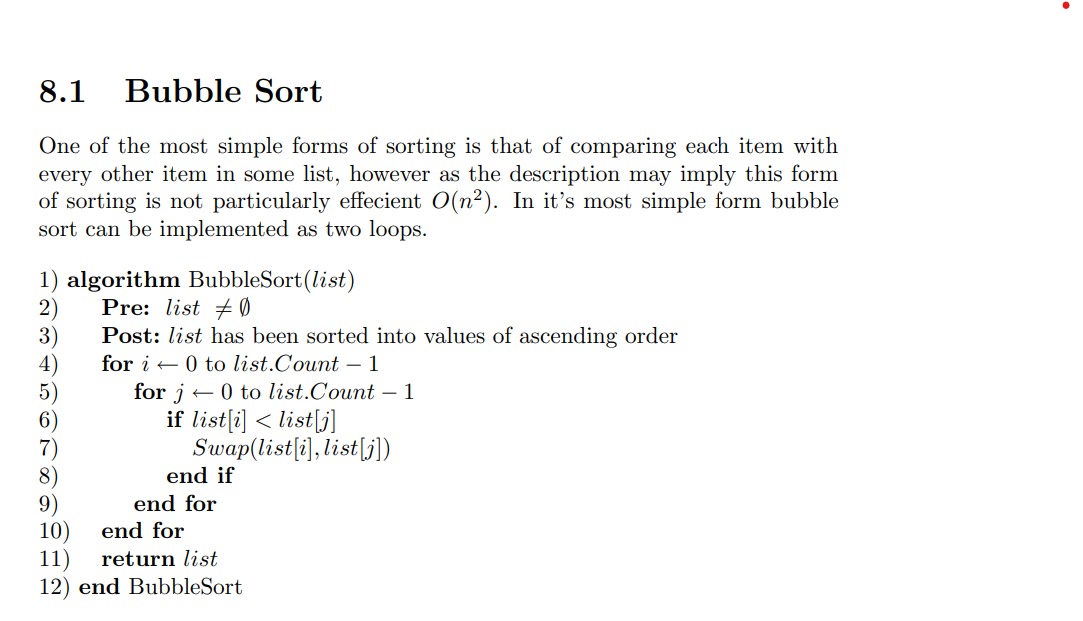 8.1 Bubble Sort
One of the most simple forms of sorting is that of comparing each item with
every other item in some list, however as the description may imply this form
of sorting is not particularly effecient O(n²). In it's most simple form bubble
sort can be implemented as two loops.
1) algorithm BubbleSort(list)
2) Pre: list ≠ ∅
3) Post: list has been sorted into values of ascending order
4) for i ← 0 to list.Count − 1
5) for j ← 0 to list.Count − 1
6) if list[i] < list[j]
7) Swap(list[i], list[j])
8) end if
9) end for
10) end for
11) return list
12) end BubbleSort